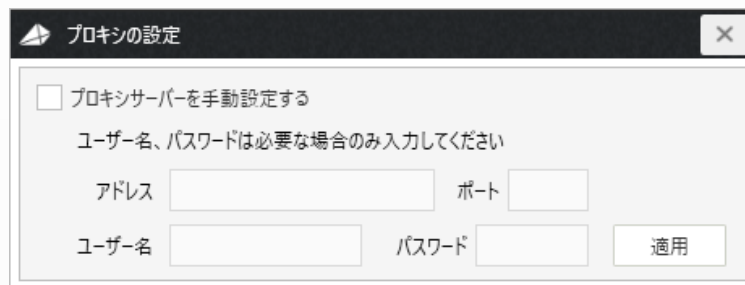 プロキシの設定
プロキシサーバーを手動設定する
ユーザー名、パスワードは必要な場合のみ入力してください
アドレス ポート
ユーザー名 パスワード 適用